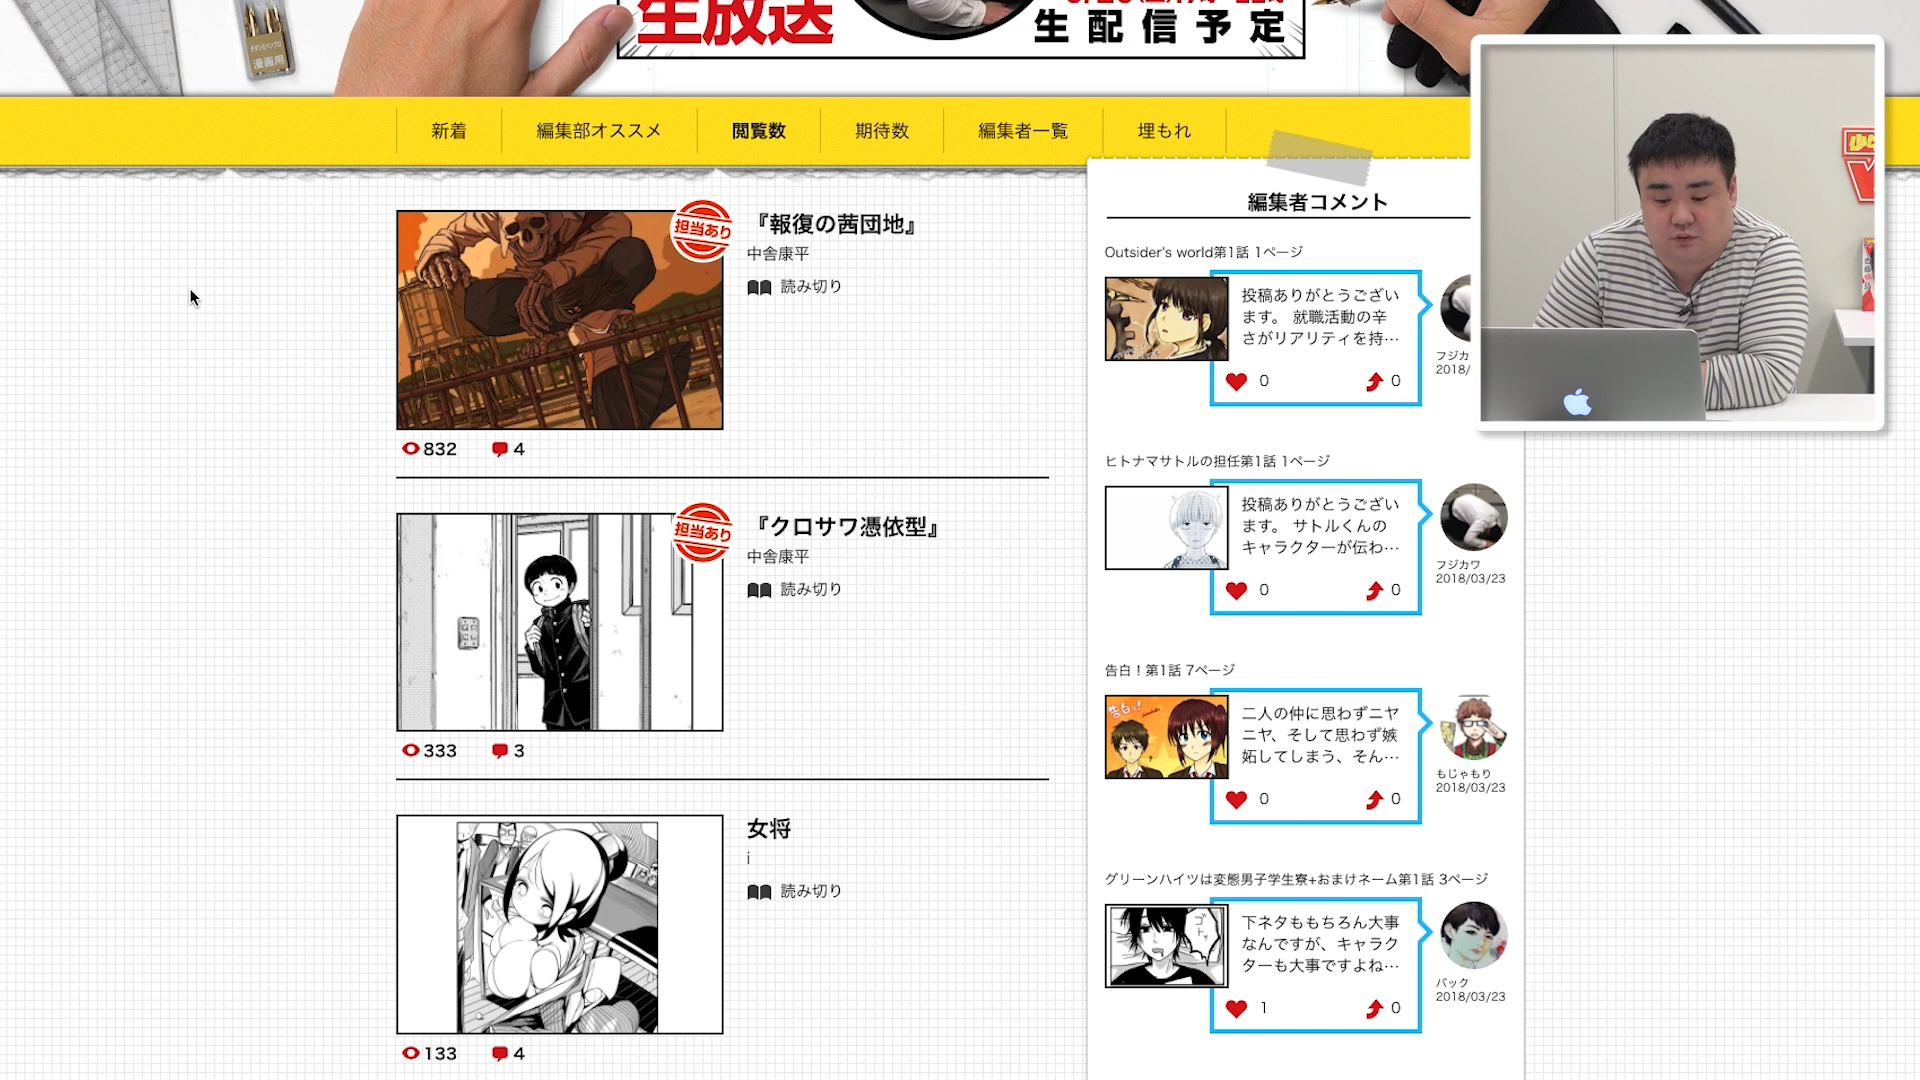 生放送
生配信予定
漫画用
新着
編集部オススメ
閲覧数
期待数
編集者一覧
埋もれ
担当あり
『報復の茜団地』
中舎康平
読み切り
832
4
担当あり
『クロサワ憑依型』
中舎康平
読み切り
333
3
女将
i
読み切り
133
4
編集者コメント
Outsider's world第1話 1ページ
投稿ありがとうござい
ます。 就職活動の辛
さがリアリティを持…
0
0
フジカ
2018/
ヒトナマサトルの担任第1話 1ページ
投稿ありがとうござい
ます。 サトルくんの
キャラクターが伝わ…
0
0
フジカワ
2018/03/23
告白！第1話 7ページ
二人の仲に思わずニヤ
ニヤ、そして思わず嫉
妬してしまう、そん…
0
0
もじゃもり
2018/03/23
グリーンハイツは変態男子学生寮+おまけネーム第1話 3ページ
下ネタももちろん大事
なんですが、キャラク
ターも大事ですよね…
1
0
バック
2018/03/23